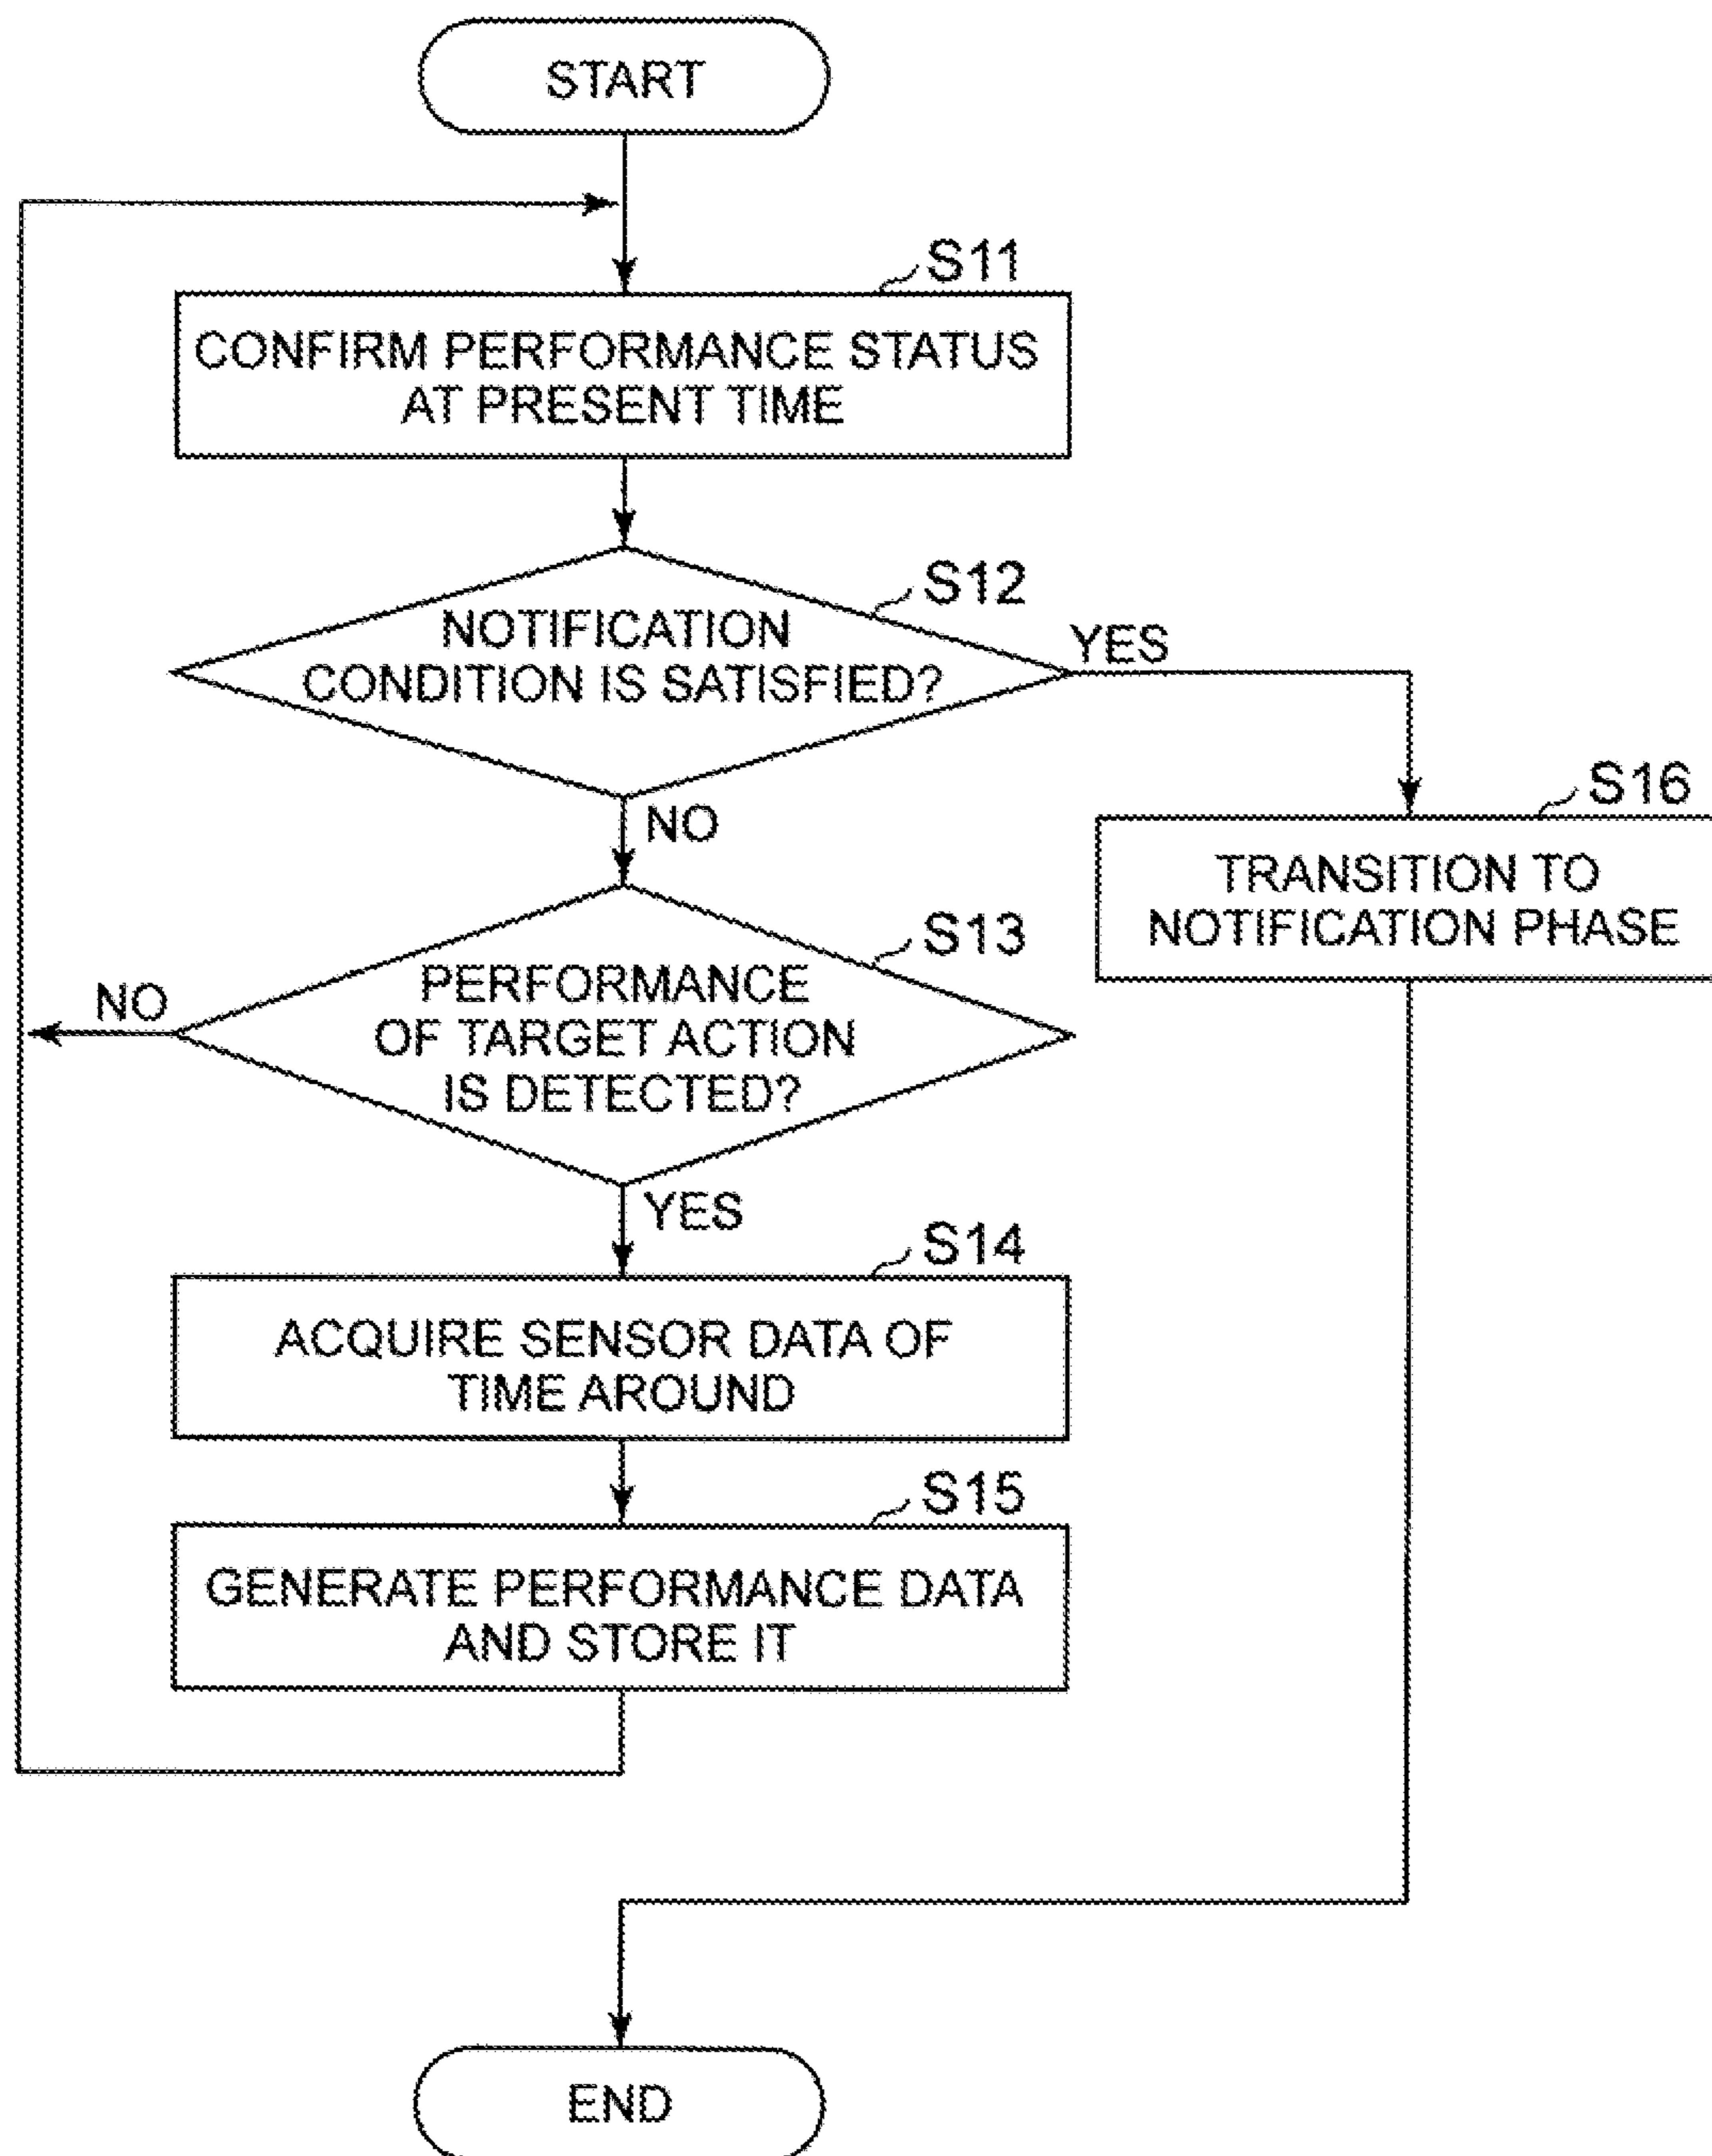 START
S11
CONFIRM PERFORMANCE STATUS
AT PRESENT TIME
S12
NOTIFICATION
CONDITION IS SATISFIED?
YES
NO
S16
TRANSITION TO
NOTIFICATION PHASE
S13
PERFORMANCE
OF TARGET ACTION
IS DETECTED?
NO
YES
S14
ACQUIRE SENSOR DATA OF
TIME AROUND
S15
GENERATE PERFORMANCE DATA
AND STORE IT
END